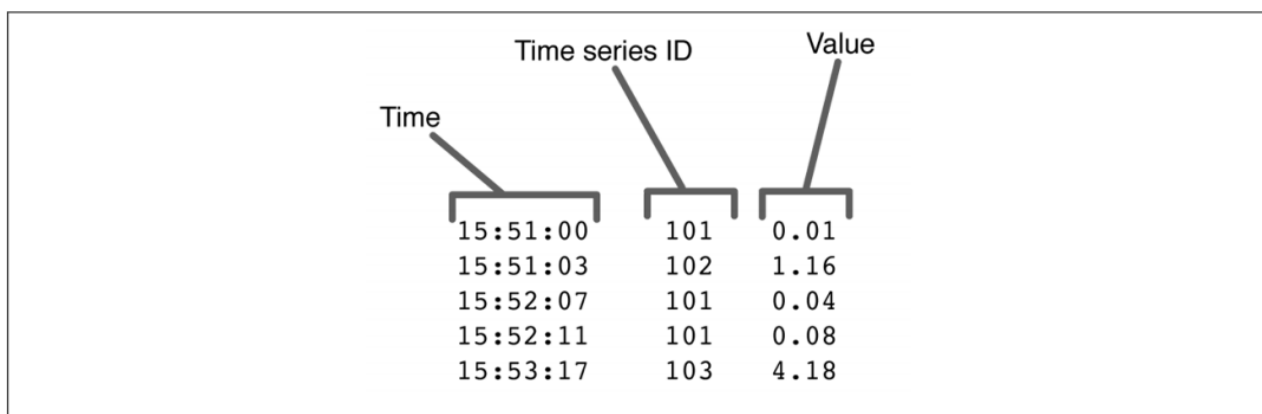 Time series ID
Value
Time
15:51:00 101 0.01
15:51:03 102 1.16
15:52:07 101 0.04
15:52:11 101 0.08
15:53:17 103 4.18